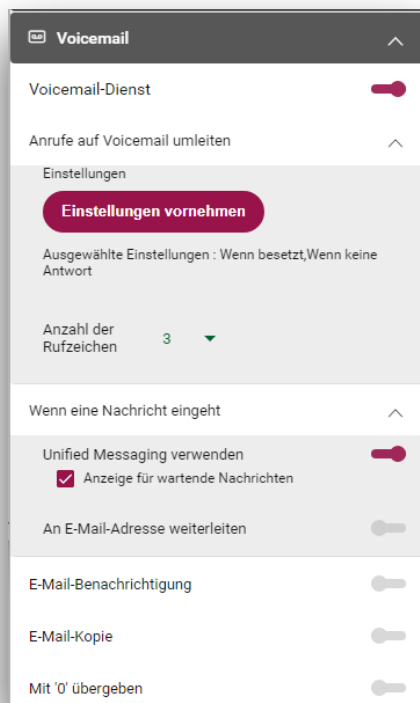 Voicemail
Voicemail-Dienst
Anrufe auf Voicemail umleiten
Einstellungen
Einstellungen vornehmen
Ausgewählte Einstellungen : Wenn besetzt,Wenn keine
Antwort
Anzahl der
Rufzeichen
3
Wenn eine Nachricht eingeht
Unified Messaging verwenden
Anzeige für wartende Nachrichten
An E-Mail-Adresse weiterleiten
E-Mail-Benachrichtigung
E-Mail-Kopie
Mit '0' übergeben